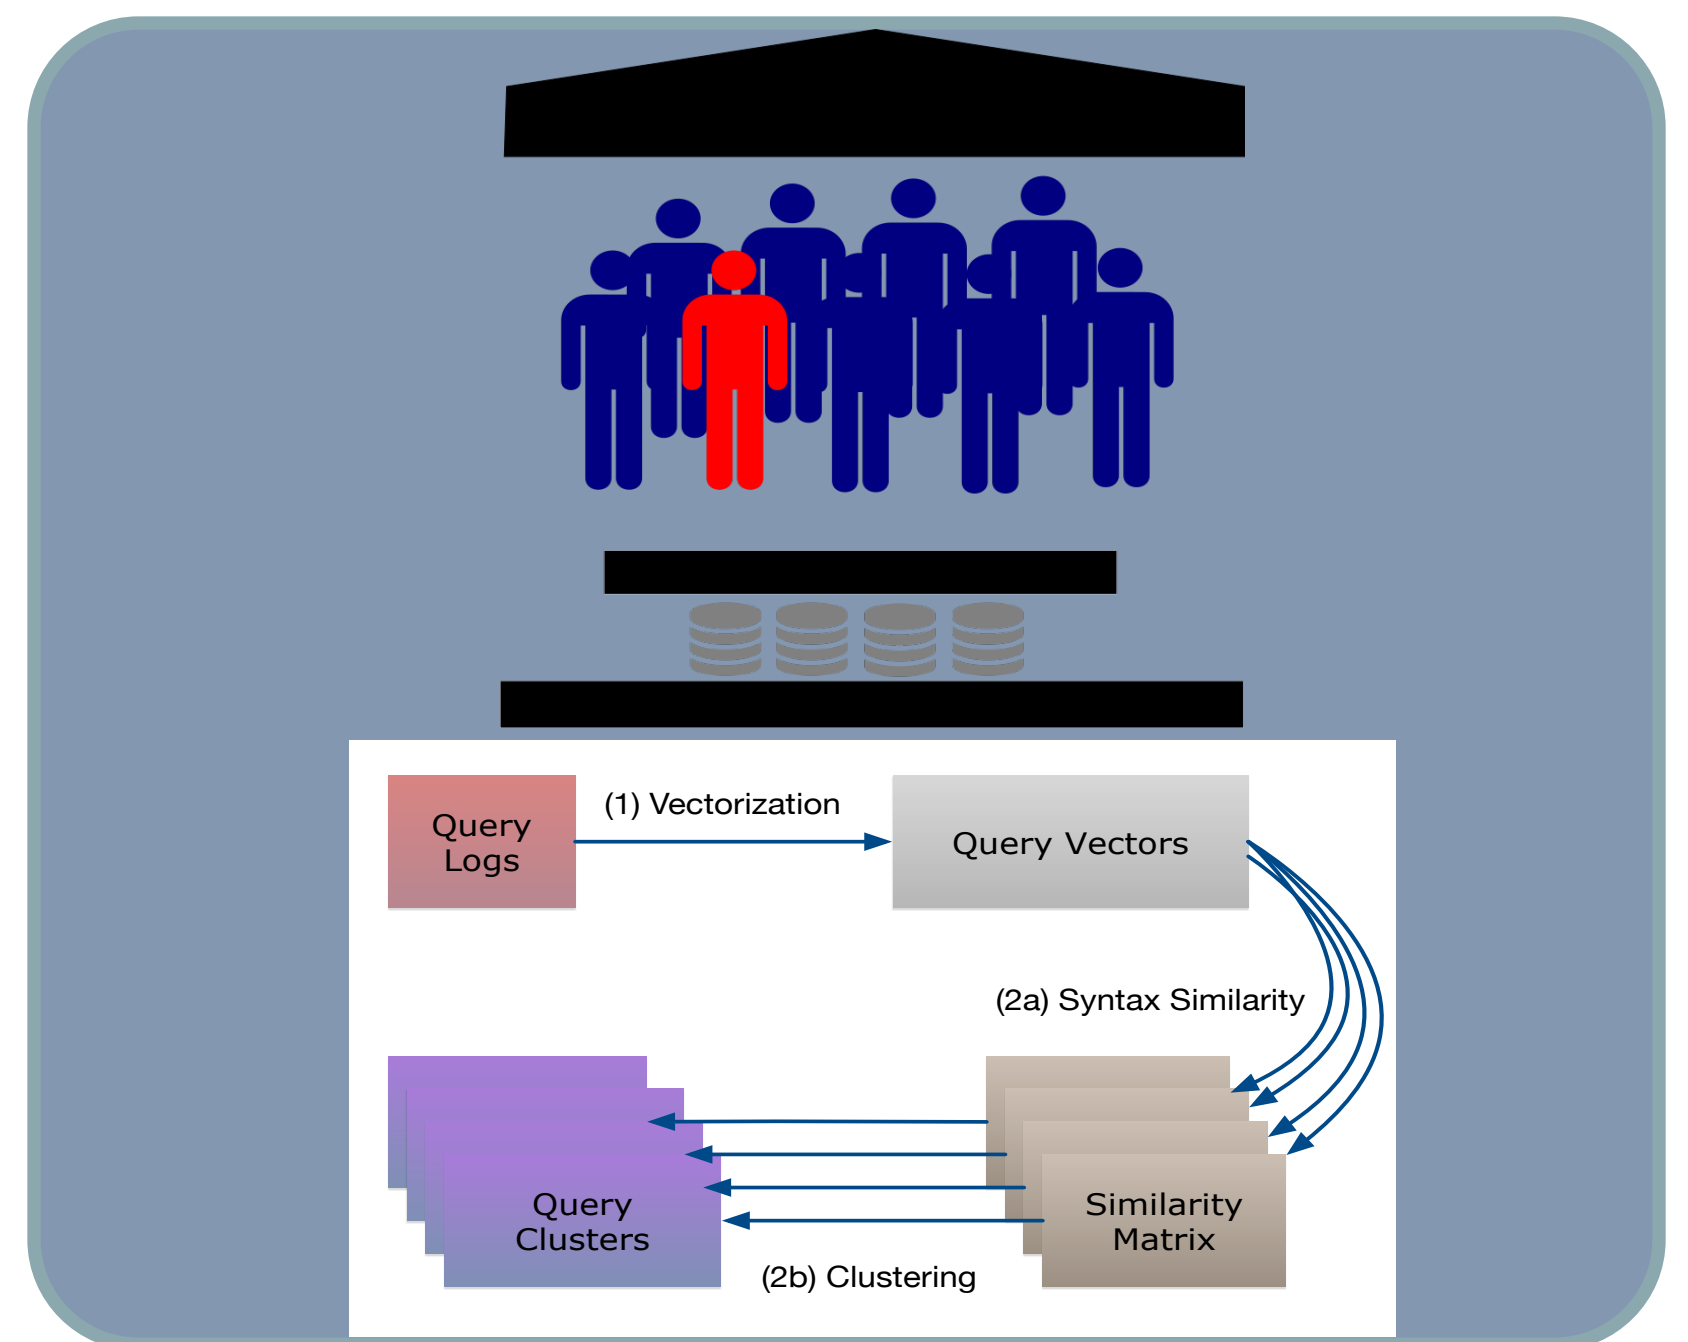 Query
Logs
(1) Vectorization
Query Vectors
(2a) Syntax Similarity
Query
Clusters
Similarity
Matrix
(2b) Clustering